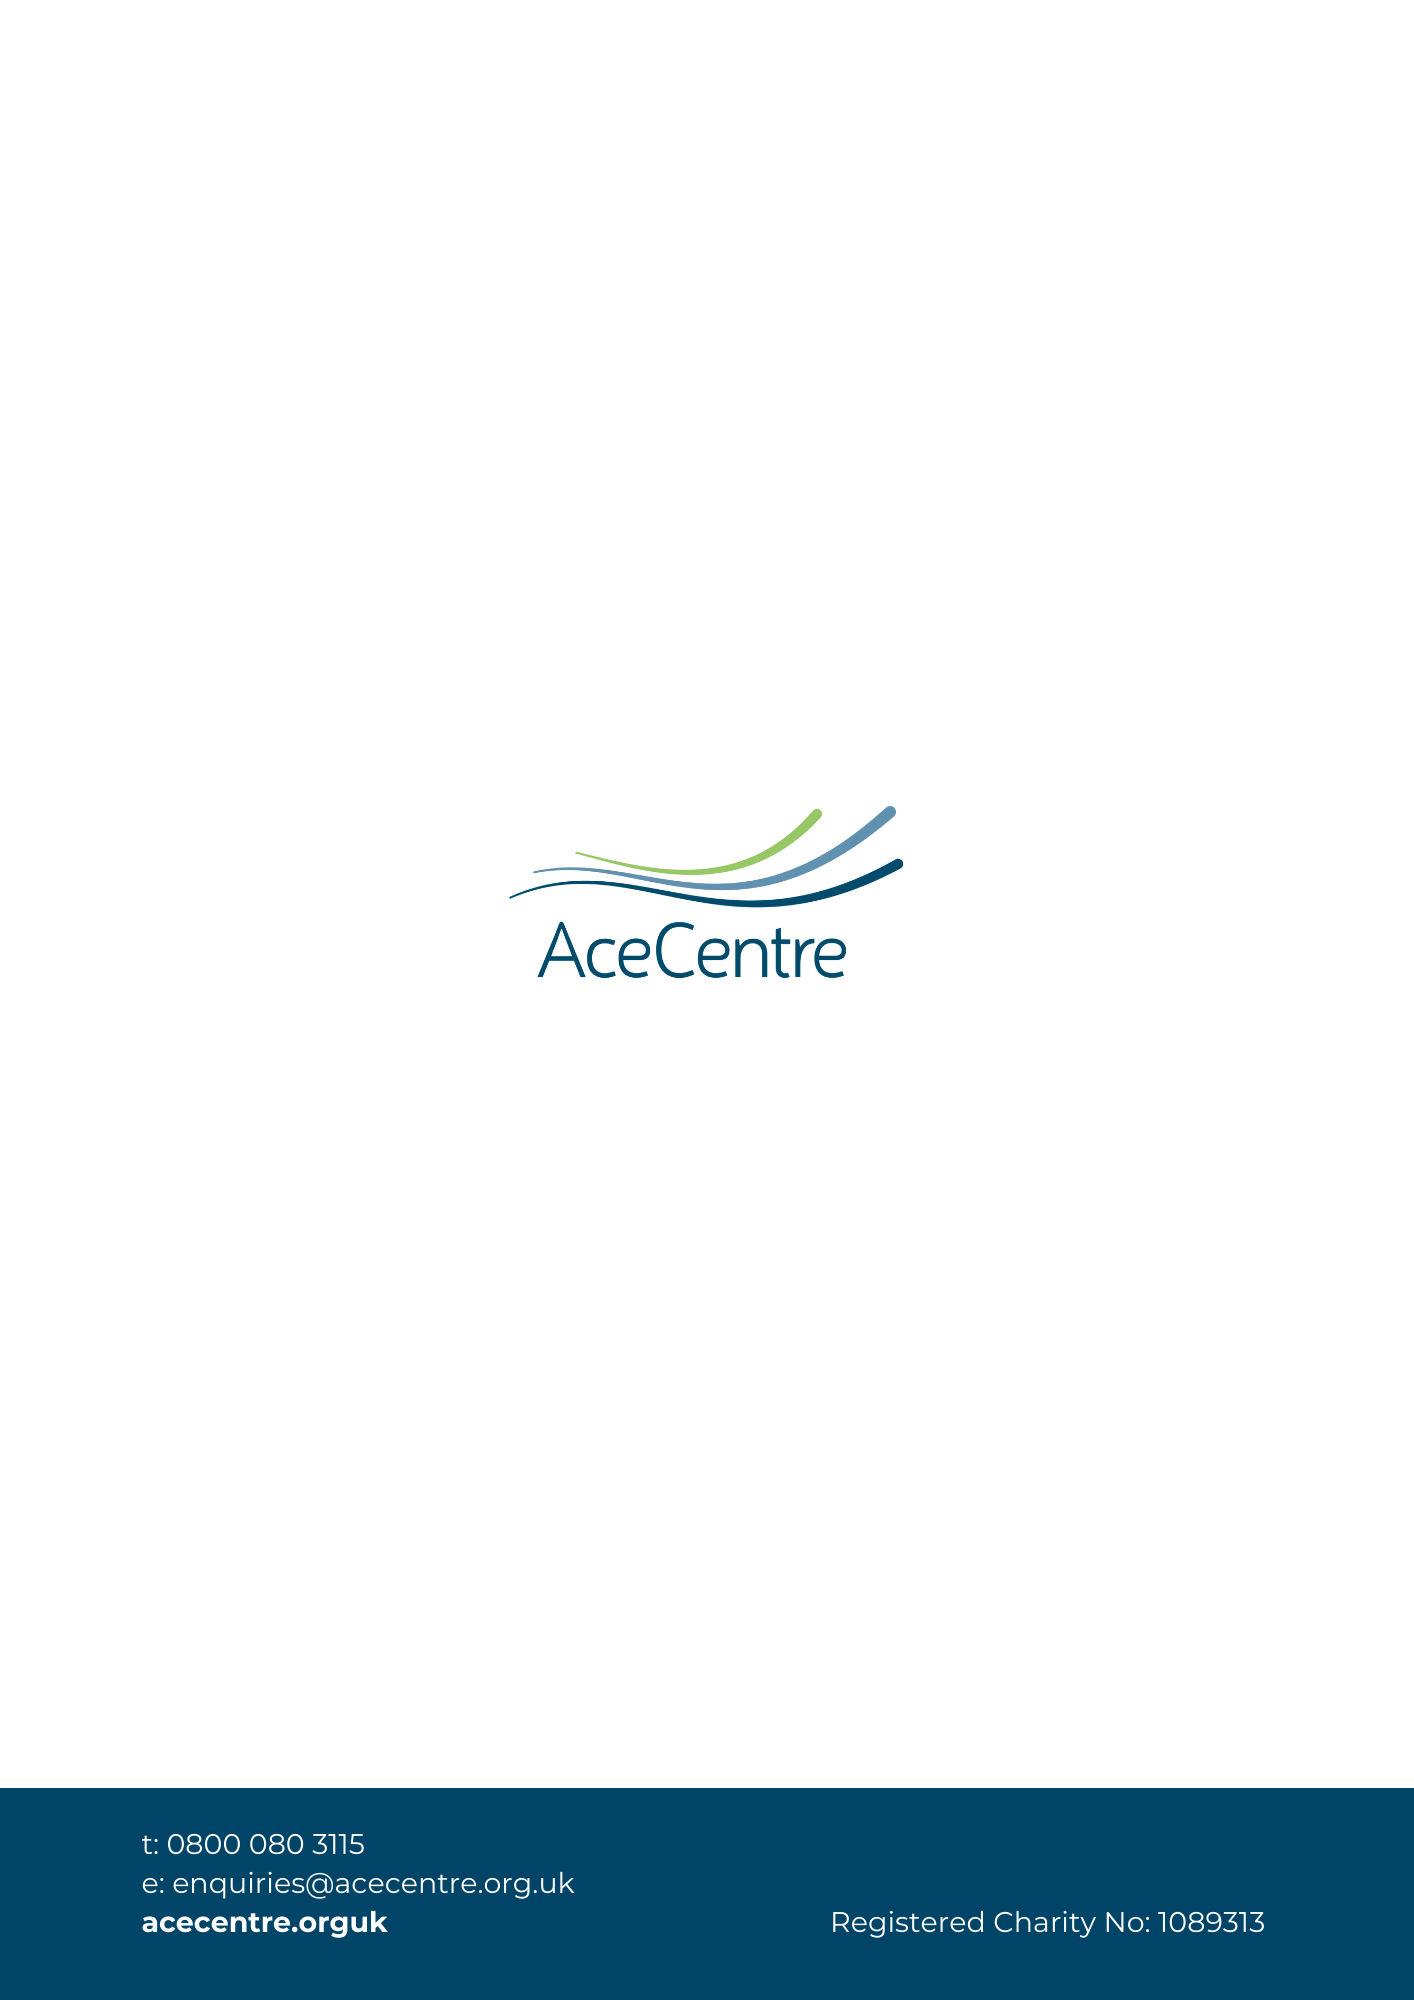 AceCentre
t: 0800 080 3115
e: enquiries@acecentre.org.uk
acecentre.orguk
Registered Charity No: 1089313